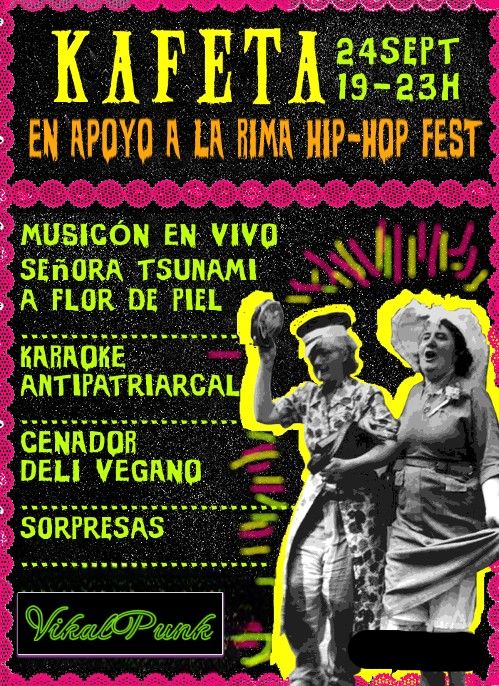 KAFETA
24SEPT
19-23H
EN APOYO A LA RIMA HIP-HOP FEST
MUSICÓN EN VIVO
SEñORA TSUNAMI
A FLOR DE PIEL
KARAOKE
ANTIPATRIARCAL
CENADOR
DELI VEGANO
SORPRESAS
VikalPunk